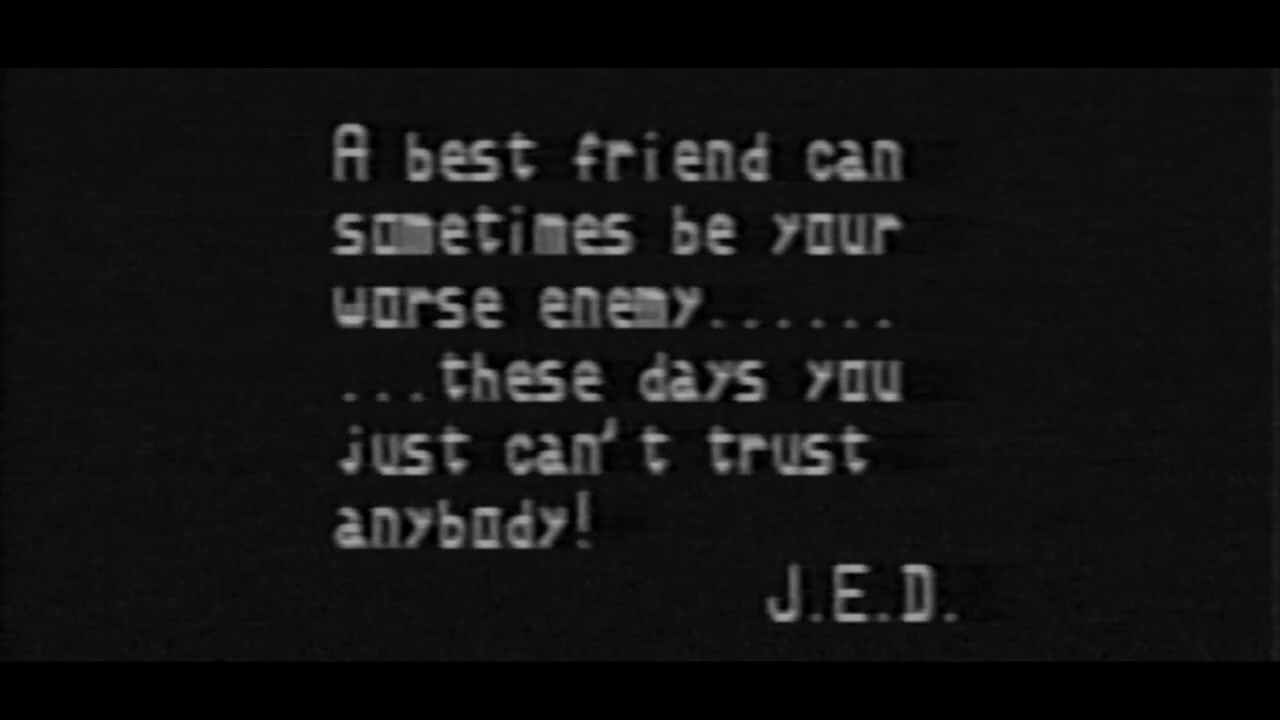 A best friend can
sometimes be your
worse enemy......
...these days you
just can't trust
anybody!
J.E.D.